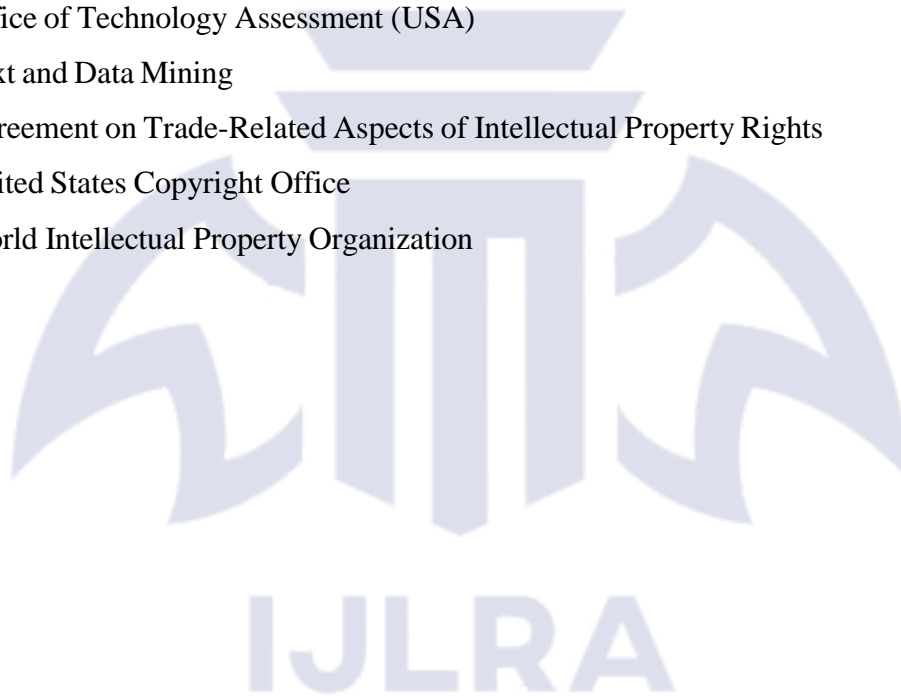 fice of Technology Assessment (USA)
xt and Data Mining
reement on Trade-Related Aspects of Intellectual Property Rights
ited States Copyright Office
orld Intellectual Property Organization
IJLRA